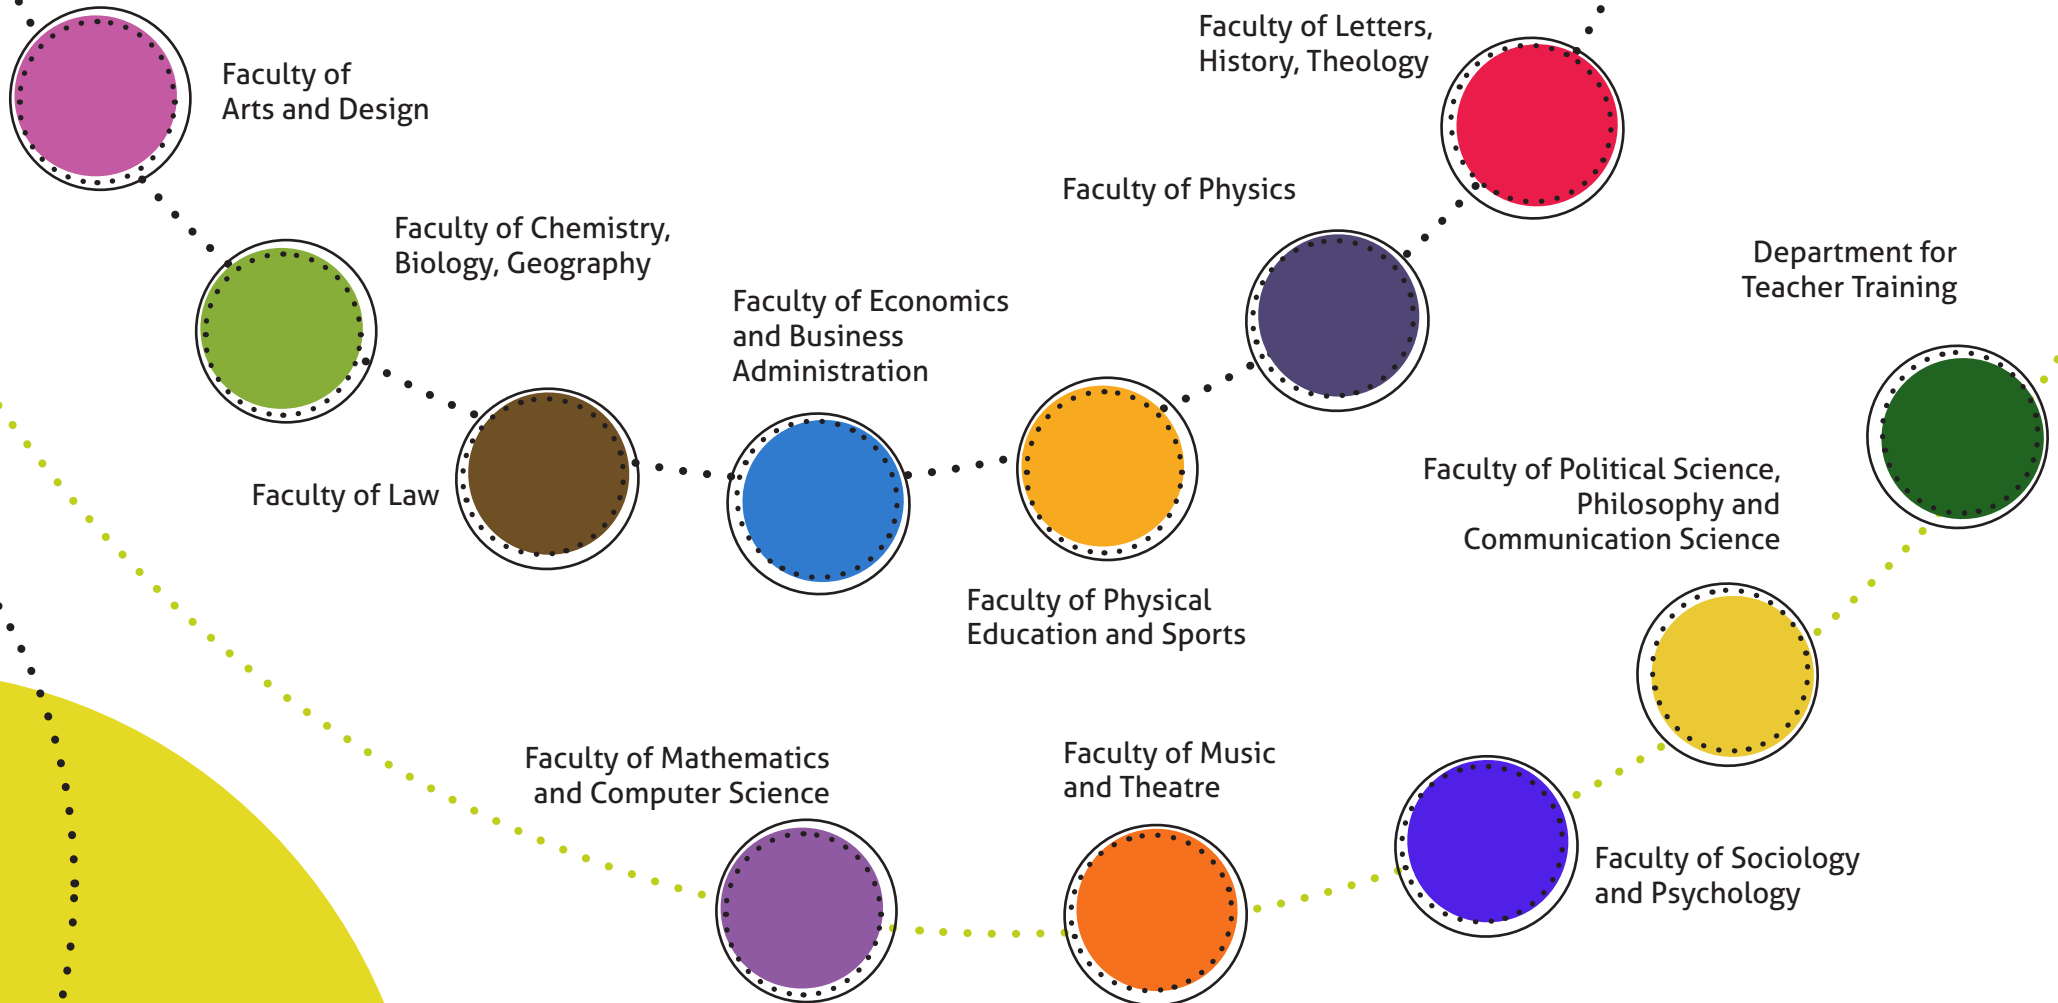 Faculty of
Arts and Design
Faculty of Chemistry,
Biology, Geography
Faculty of Law
Faculty of Economics
and Business
Administration
Faculty of Physical
Education and Sports
Faculty of Physics
Faculty of Letters,
History, Theology
Faculty of Mathematics
and Computer Science
Faculty of Music
and Theatre
Faculty of Sociology
and Psychology
Faculty of Political Science,
Philosophy and
Communication Science
Department for
Teacher Training